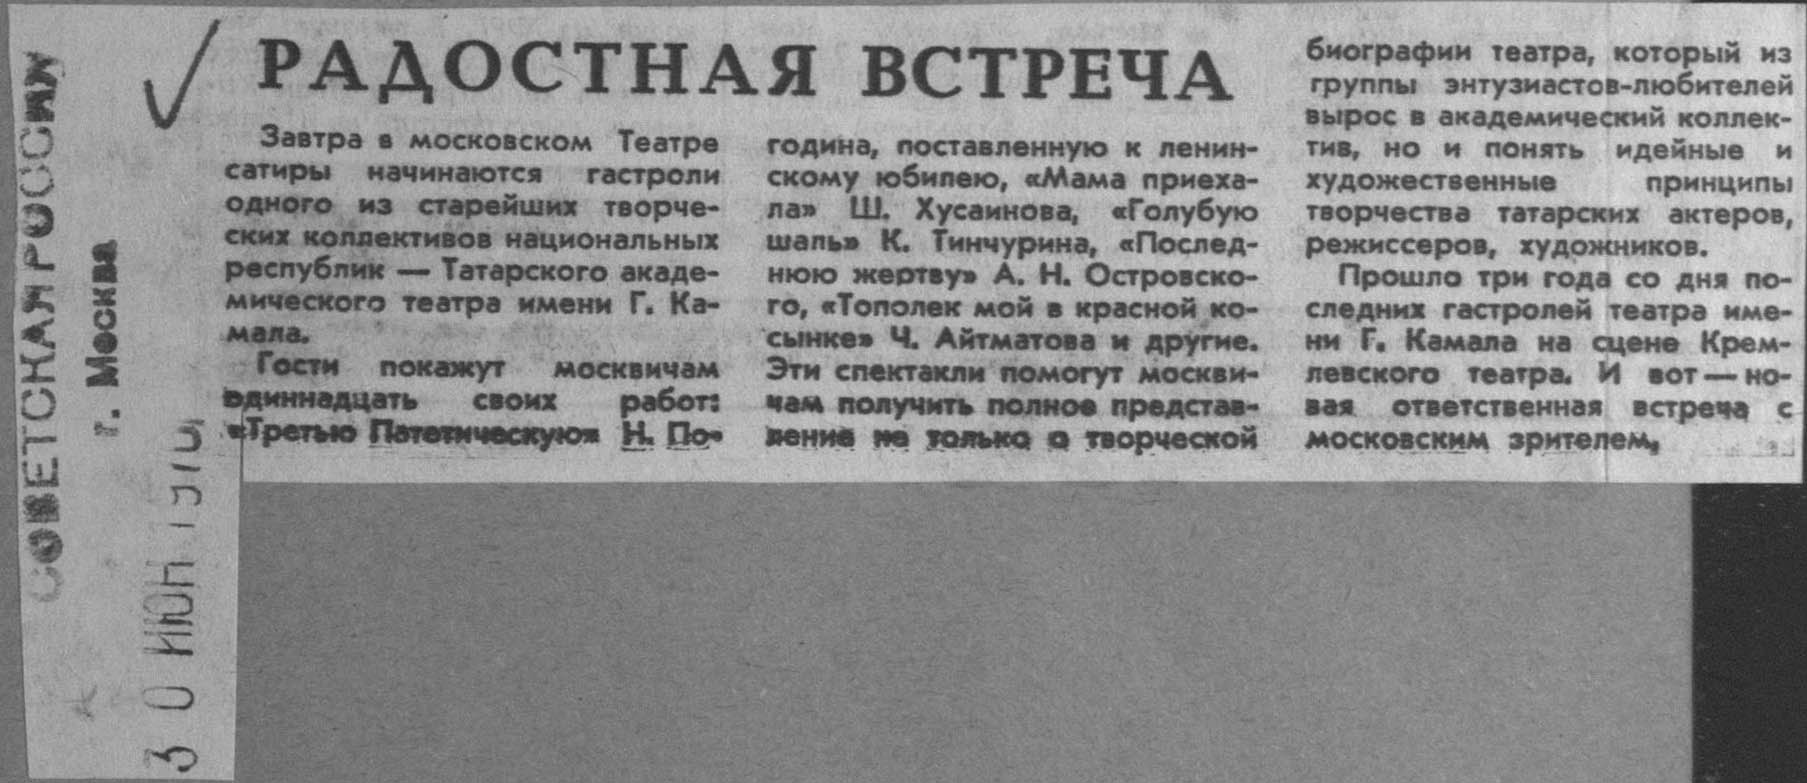 СОВЕТСКАЯ РОССИЯ
г. Москва
30 ИЮН 1970
РАДОСТНАЯ ВСТРЕЧА
Завтра в московском Театре
сатиры начинаются гастроли
одного из старейших творче-
ских коллективов национальных
республик — Татарского акаде-
мического театра имени Г. Ка-
мала.
Гости покажут москвичам
одиннадцать своих работ:
«Третью Патетическую» Н. По-
година, поставленную к ленин-
скому юбилею, «Мама приеха-
ла» Ш. Хусаинова, «Голубую
шаль» К. Тинчурина, «Послед-
нюю жертву» А. Н. Островско-
го, «Тополек мой в красной ко-
сынке» Ч. Айтматова и другие.
Эти спектакли помогут москви-
чам получить полное представ-
ление не только о творческой
биографии театра, который из
группы энтузиастов-любителей
вырос в академический коллек-
тив, но и понять идейные и
художественные принципы
творчества татарских актеров,
режиссеров, художников.
Прошло три года со дня по-
следних гастролей театра име-
ни Г. Камала на сцене Крем-
левского театра. И вот — но-
вая ответственная встреча с
московским зрителем.